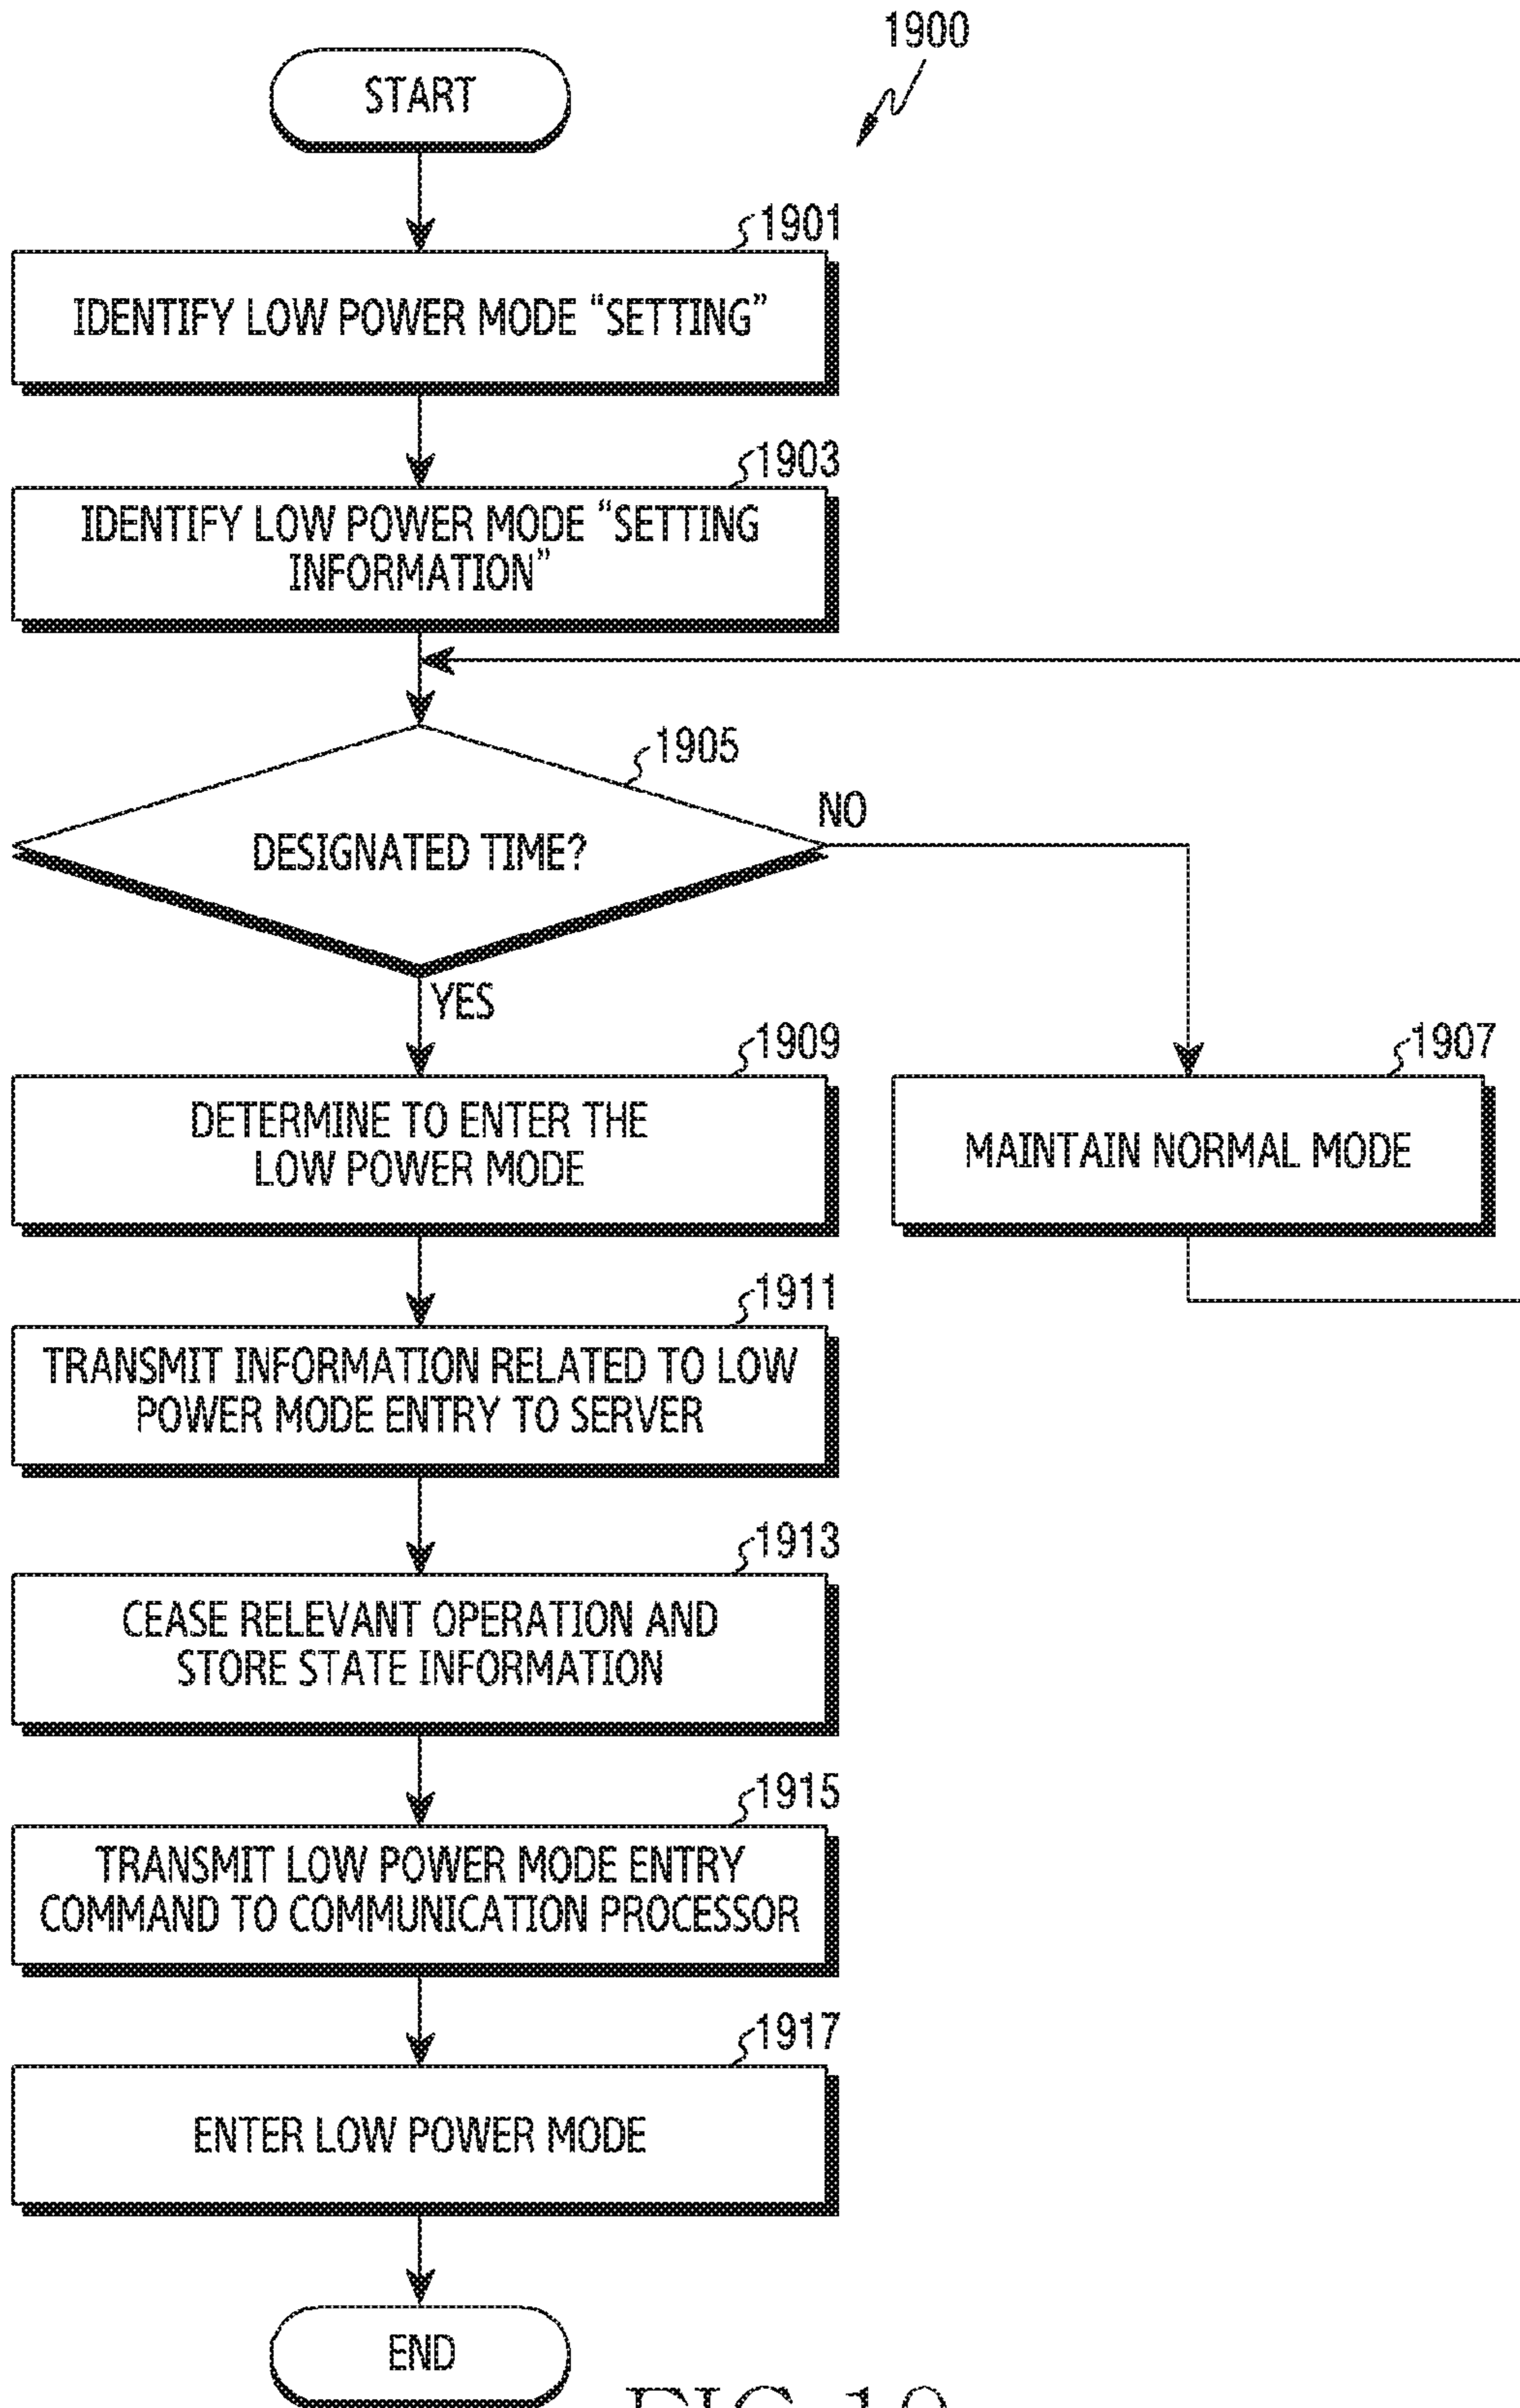 1900
START
1901
IDENTIFY LOW POWER MODE “SETTING”
1903
IDENTIFY LOW POWER MODE “SETTING
INFORMATION”
1905
DESIGNATED TIME?
NO
YES
1909
DETERMINE TO ENTER THE
LOW POWER MODE
1907
MAINTAIN NORMAL MODE
1911
TRANSMIT INFORMATION RELATED TO LOW
POWER MODE ENTRY TO SERVER
1913
CEASE RELEVANT OPERATION AND
STORE STATE INFORMATION
1915
TRANSMIT LOW POWER MODE ENTRY
COMMAND TO COMMUNICATION PROCESSOR
1917
ENTER LOW POWER MODE
END
FIG.19